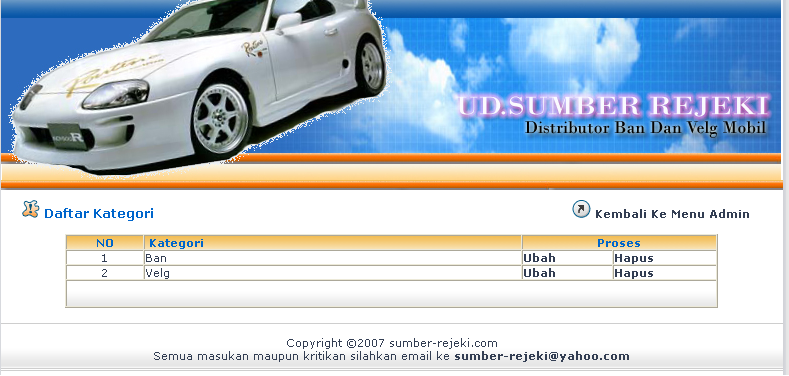 UD.SUMBER REJEKI
Distributor Ban Dan Velg Mobil
Daftar Kategori
Kembali Ke Menu Admin
NO Kategori Proses
1 Ban Ubah Hapus
2 Velg Ubah Hapus
Copyright ©2007 sumber-rejeki.com
Semua masukan maupun kritikan silahkan email ke sumber-rejeki@yahoo.com